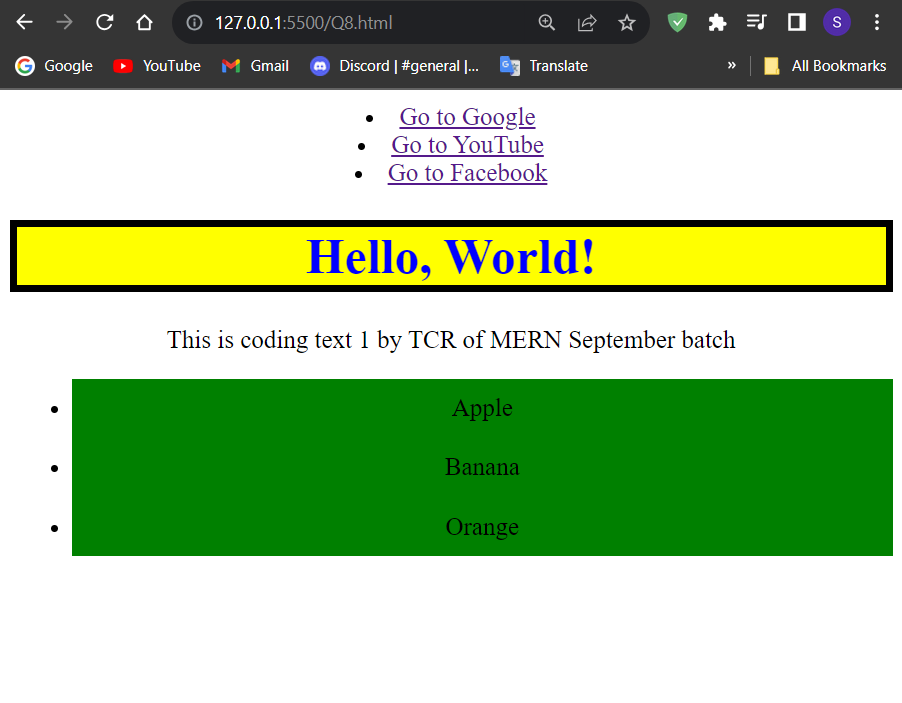 127.0.0.1:5500/Q8.html
S
Google YouTube Gmail Discord | #general |... Translate » All Bookmarks
Go to Google
Go to YouTube
Go to Facebook
Hello, World!
This is coding text 1 by TCR of MERN September batch
Apple
Banana
Orange